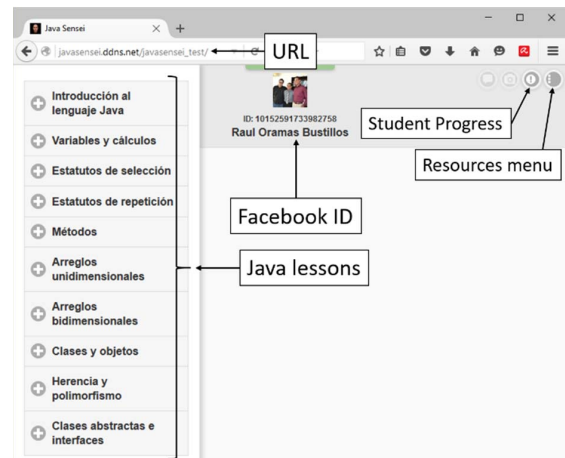 Java Sensei
javasensei.ddns.net/javasensei_test/
URL
ID: 10152591733982758
Raul Oramas Bustillos
Student Progress
Resources menu
Facebook ID
Java lessons
Introducción al
lenguaje Java
Variables y càlculos
Estatutos de selección
Estatutos de repetición
Métodos
Arreglos
unidimensionales
Arreglos
bidimensionales
Clases y objetos
Herencia y
polimorfismo
Clases abstractas e
interfaces